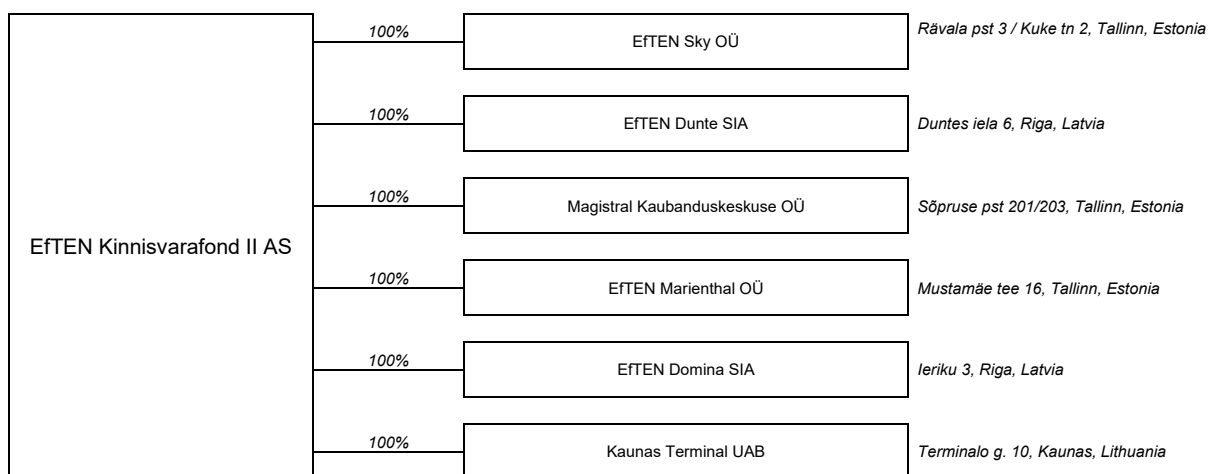 100%
EfTEN Sky OÜ
Rävala pst 3 / Kuke tn 2, Tallinn, Estonia
100%
EfTEN Dunte SIA
Duntes iela 6, Riga, Latvia
100%
Magistral Kaubanduskeskuse OÜ
Sõpruse pst 201/203, Tallinn, Estonia
EfTEN Kinnisvarafond II AS
100%
EfTEN Marienthal OÜ
Mustamäe tee 16, Tallinn, Estonia
100%
EfTEN Domina SIA
Ieriku 3, Riga, Latvia
100%
Kaunas Terminal UAB
Terminalo g. 10, Kaunas, Lithuania